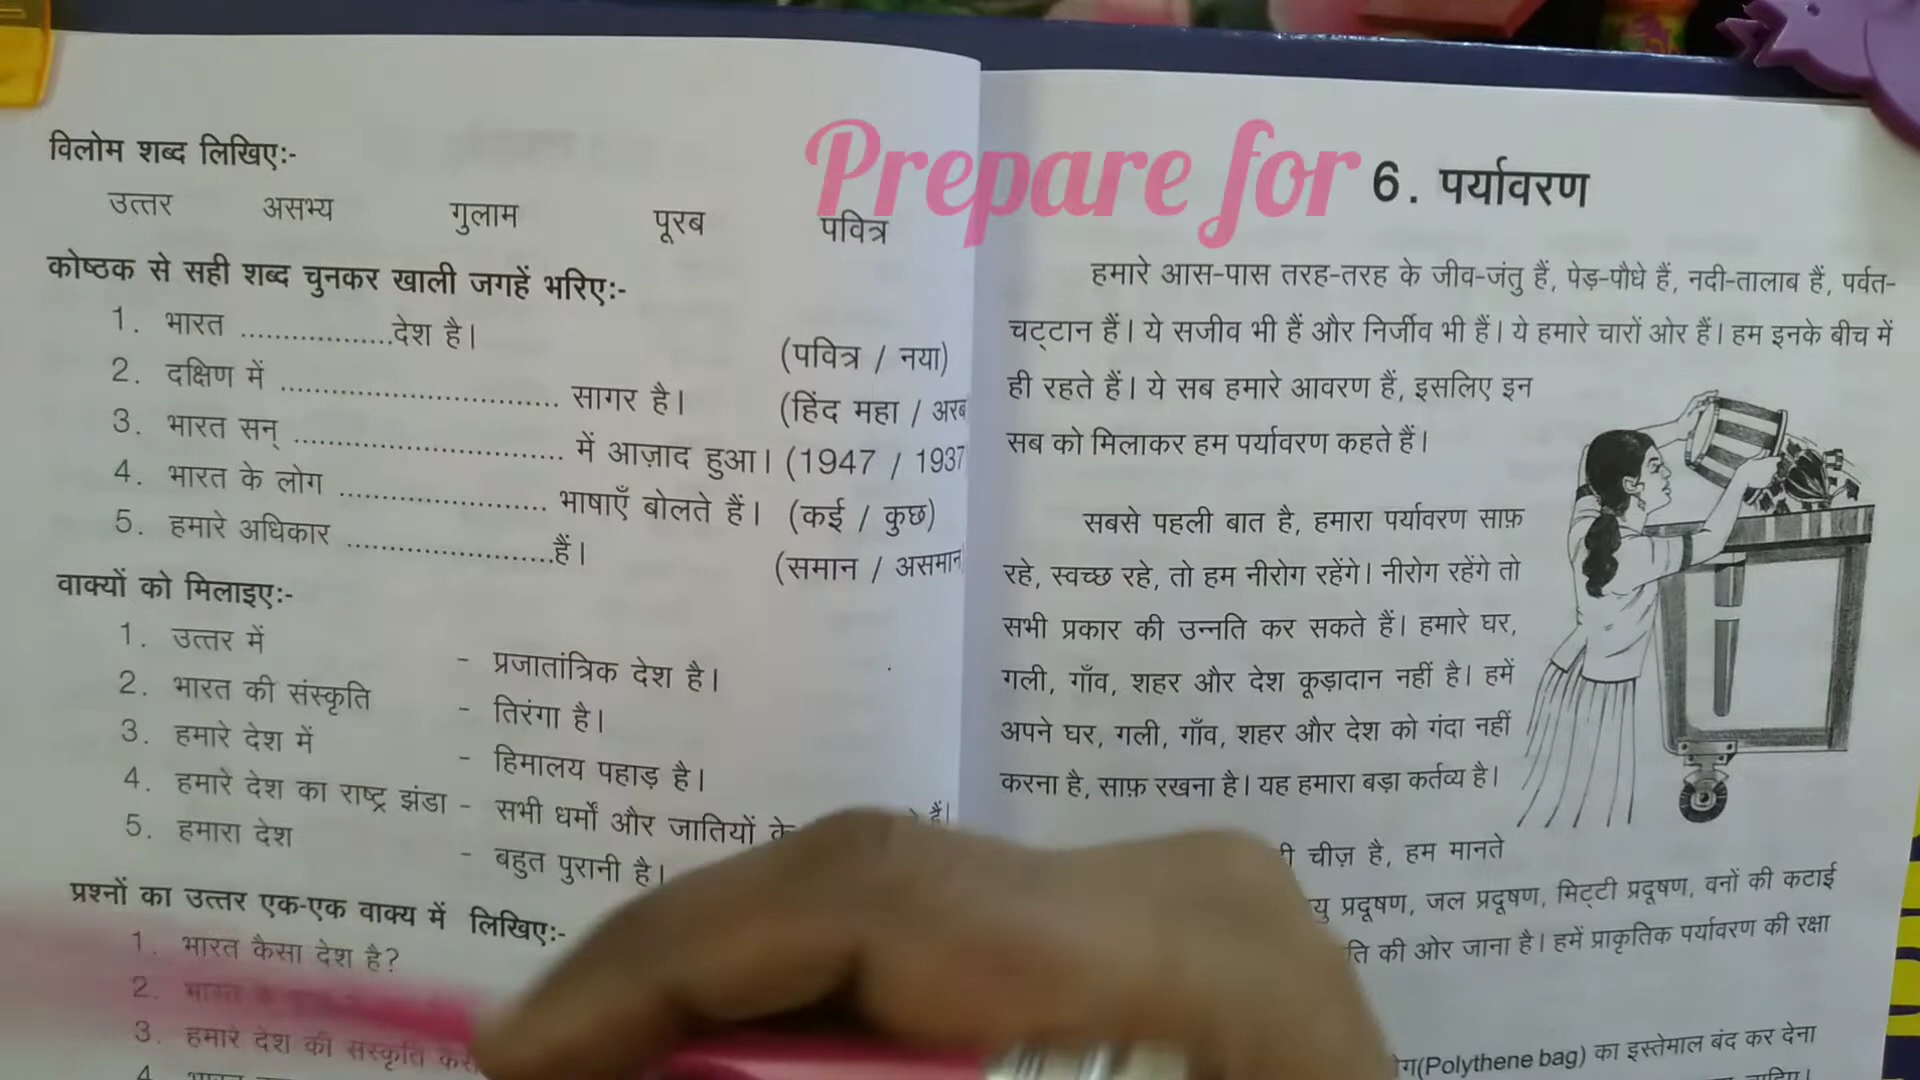 विलोम शब्द लिखिएः-
उत्तर असभ्य गुलाम पूरब पवित्र
कोष्ठक से सही शब्द चुनकर खाली जगहें भरिएः-
1. भारत ..................देश है। (पवित्र / नया)
2. दक्षिण में ................................. सागर है। (हिंद महा / अरब
3. भारत सन् ................................ में आज़ाद हुआ। (1947 / 1937
4. भारत के लोग ......................... भाषाएँ बोलते हैं। (कई / कुछ)
5. हमारे अधिकार .........................हैं। (समान / असमान
वाक्यों को मिलाइएः-
1. उत्तर में - प्रजातांत्रिक देश है।
2. भारत की संस्कृति - तिरंगा है।
3. हमारे देश में - हिमालय पहाड़ है।
4. हमारे देश का राष्ट्र झंडा - सभी धर्मों और जातियों के हैं।
5. हमारा देश - बहुत पुरानी है।
प्रश्नों का उत्तर एक-एक वाक्य में लिखिएः-
1. भारत कैसा देश है?
2. भारत के
3. हमारे देश की संस्कृति
4.
Prepare for
6. पर्यावरण
हमारे आस-पास तरह-तरह के जीव-जंतु हैं, पेड़-पौधे हैं, नदी-तालाब हैं, पर्वत-
चट्टान हैं। ये सजीव भी हैं और निर्जीव भी हैं। ये हमारे चारों ओर हैं। हम इनके बीच में
ही रहते हैं। ये सब हमारे आवरण हैं, इसलिए इन
सब को मिलाकर हम पर्यावरण कहते हैं।
सबसे पहली बात है, हमारा पर्यावरण साफ़
रहे, स्वच्छ रहे, तो हम नीरोग रहेंगे। नीरोग रहेंगे तो
सभी प्रकार की उन्नति कर सकते हैं। हमारे घर,
गली, गाँव, शहर और देश कूड़ादान नहीं है। हमें
अपने घर, गली, गाँव, शहर और देश को गंदा नहीं
करना है, साफ़ रखना है। यह हमारा बड़ा कर्तव्य है।
चीज़ है, हम मानते
प्रदूषण, जल प्रदूषण, मिट्टी प्रदूषण, वनों की कटाई
की ओर जाना है। हमें प्राकृतिक पर्यावरण की रक्षा
(Polythene bag) का इस्तेमाल बंद कर देना